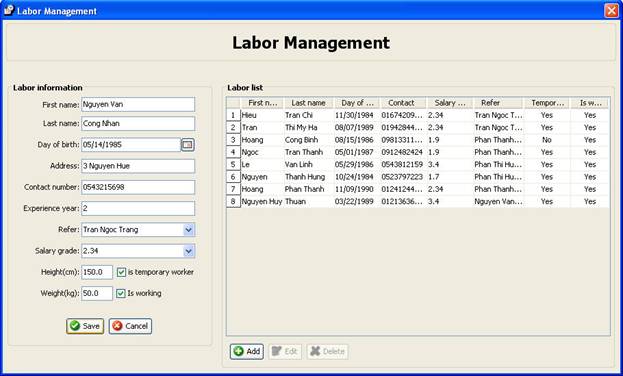 Labor Management
Labor Management
Labor information
First name: Nguyen Van
Last name: Cong Nhan
Day of birth: 05/14/1985
Address: 3 Nguyen Hue
Contact number: 0543215698
Experience year: 2
Refer: Tran Ngoc Trang
Salary grade: 2.34
Height(cm): 150.0 is temporary worker
Weight(kg): 50.0 Is working
Save Cancel
Labor list
First n... Last name Day of ... Contact Salary ... Refer Tempor... Is w...
1 Hieu Tran Chi 11/30/1984 01674209... 2.34 Tran Ngoc T... Yes Yes
2 Tran Thi My Ha 08/07/1989 01942844... 2.34 Tran Ngoc T... Yes Yes
3 Hoang Cong Binh 08/15/1986 09813311... 1.9 Phan Thanh... No Yes
4 Ngoc Tran Thanh 05/01/1987 0912482424 1.9 Tran Ngoc T... Yes Yes
5 Le Van Linh 05/29/1986 0543812159 3.4 Phan Thi Hu... Yes Yes
6 Nguyen Thanh Hung 10/24/1984 0523797223 1.7 Phan Thi Hu... Yes Yes
7 Hoang Phan Thanh 11/09/1990 01241244... 2.34 Phan Thanh... Yes Yes
8 Nguyen Huy Thuan 03/22/1989 01213636... 3.4 Nguyen Van... Yes Yes
Add Edit Delete